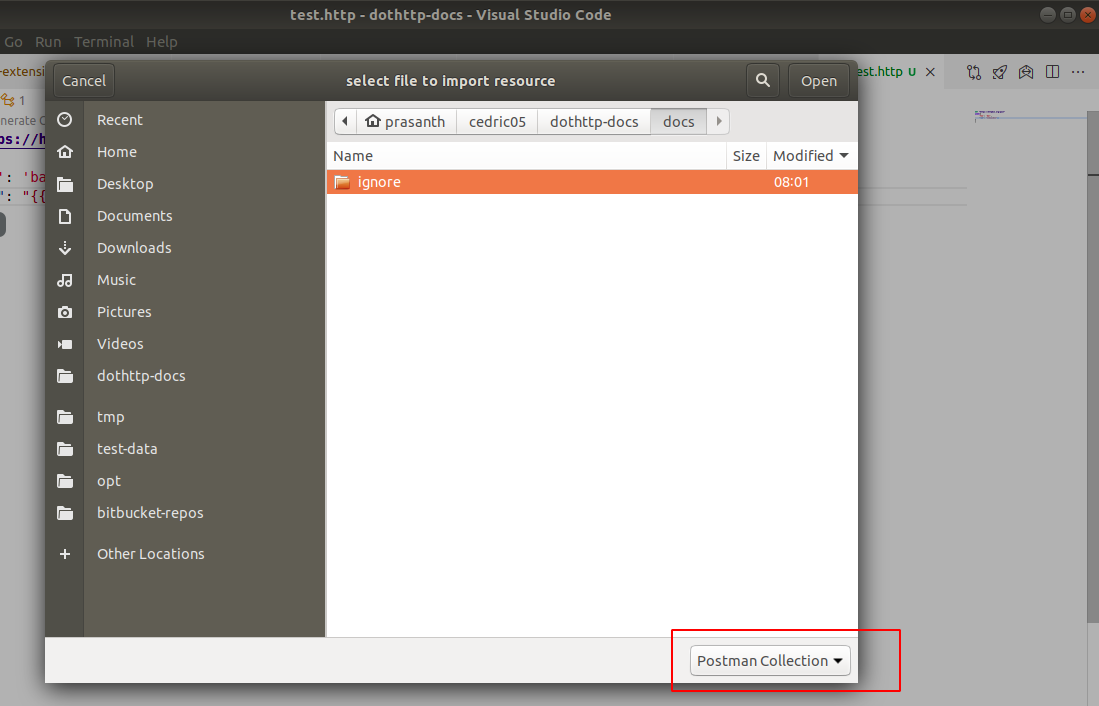 test.http - dothttp-docs - Visual Studio Code
Go Run Terminal Help
-extensi
est.http U
Cancel
select file to import resource
Open
1
nerate
ps://h
': 'ba
": "{{
Recent
Home
Desktop
Documents
Downloads
Music
Pictures
Videos
dothttp-docs
tmp
test-data
opt
bitbucket-repos
Other Locations
prasanth cedric05 dothttp-docs docs
Name Size Modified
ignore 08:01
Postman Collection